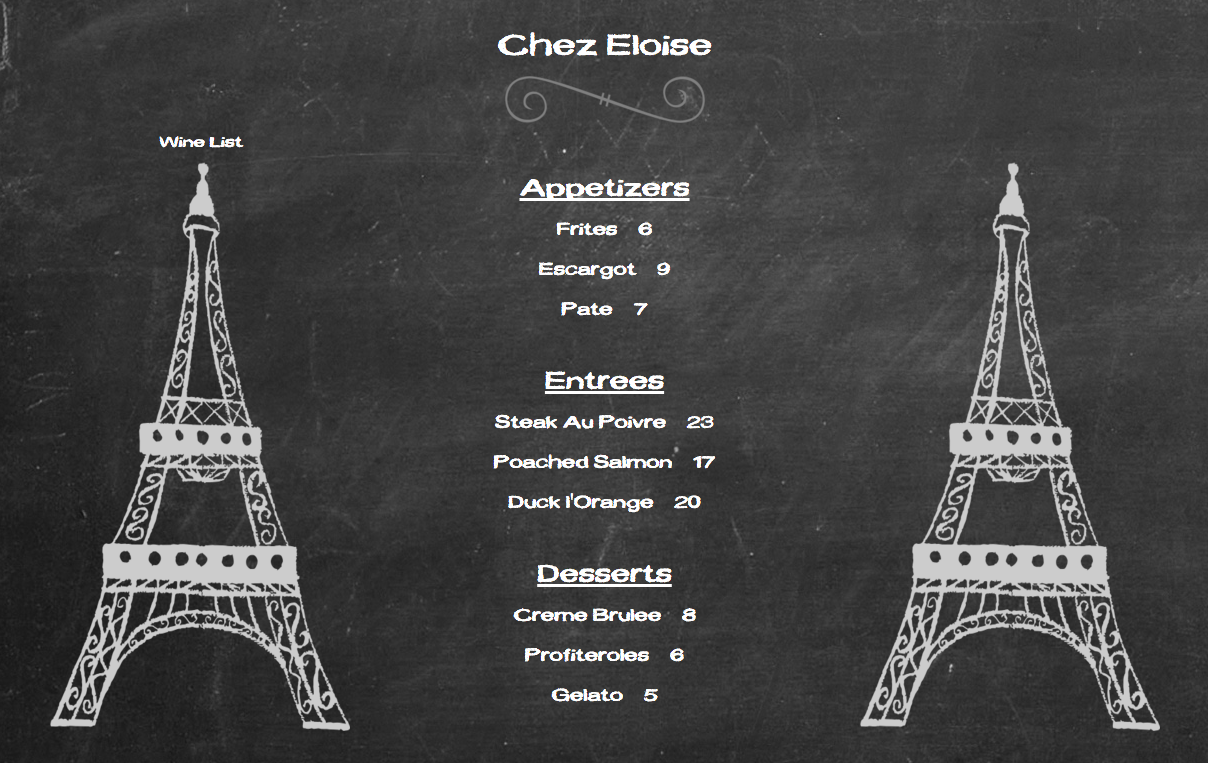 Chez Eloise
Wine List
Appetizers
Frites 6
Escargot 9
Pate 7
Entrees
Steak Au Poivre 23
Poached Salmon 17
Duck l'Orange 20
Desserts
Creme Brulee 8
Profiteroles 6
Gelato 5